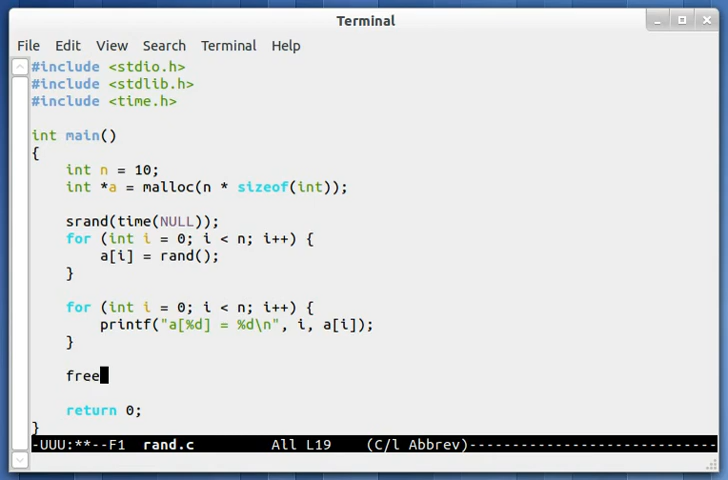 Terminal
File Edit View Search Terminal Help
#include <stdio.h>
#include <stdlib.h>
#include <time.h>
int main()
{
int n = 10;
int *a = malloc(n * sizeof(int));
srand(time(NULL));
for (int i = 0; i < n; i++) {
a[i] = rand();
}
for (int i = 0; i < n; i++) {
printf("a[%d] = %d\n", i, a[i]);
}
free
return 0;
}
-UUU:**--F1 rand.c All L19 (C/l Abbrev)-----------------------------